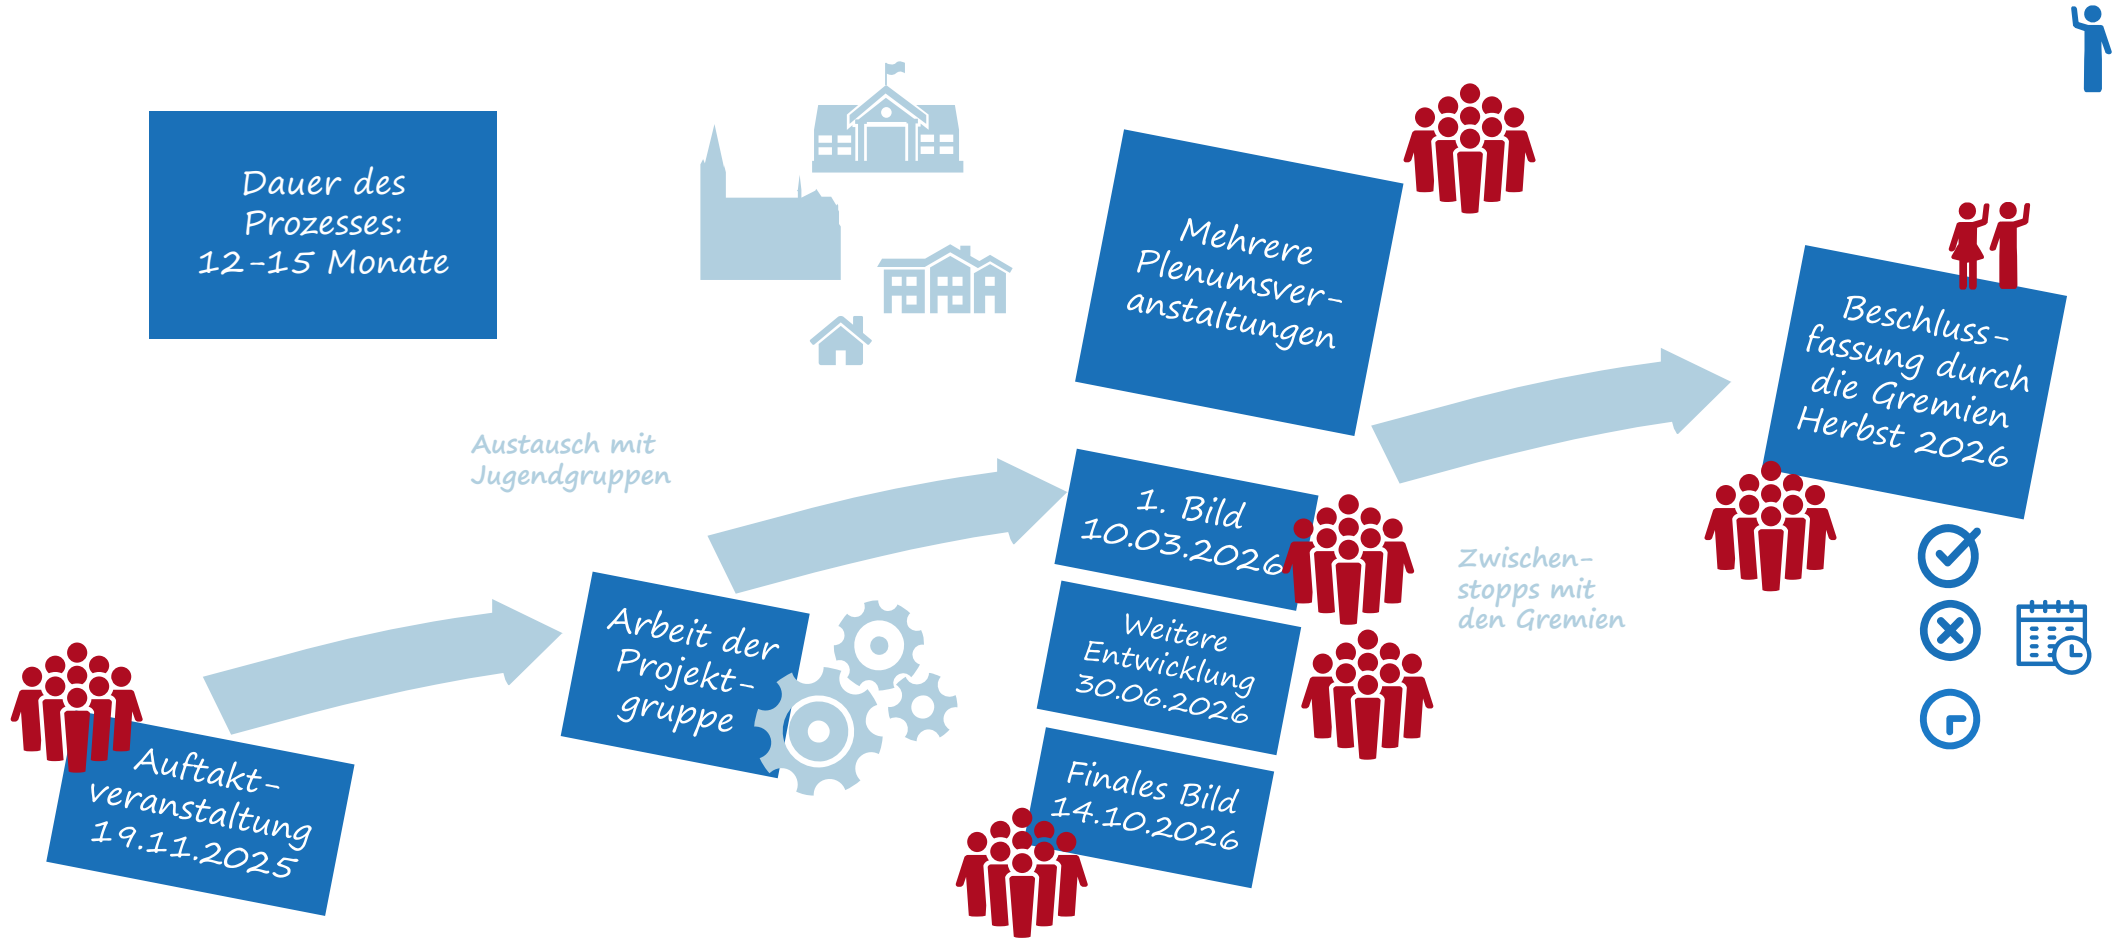 Dauer des
Prozesses:
12-15 Monate
Auftakt-
veranstaltung
19.11.2025
Austausch mit
Jugendgruppen
Arbeit der
Projekt-
gruppe
Mehrere
Plenumsver-
anstaltungen
1. Bild
10.03.2026
Weitere
Entwicklung
30.06.2026
Finales Bild
14.10.2026
Zwischen-
stopps mit
den Gremien
Beschluss-
fassung durch
die Gremien
Herbst 2026